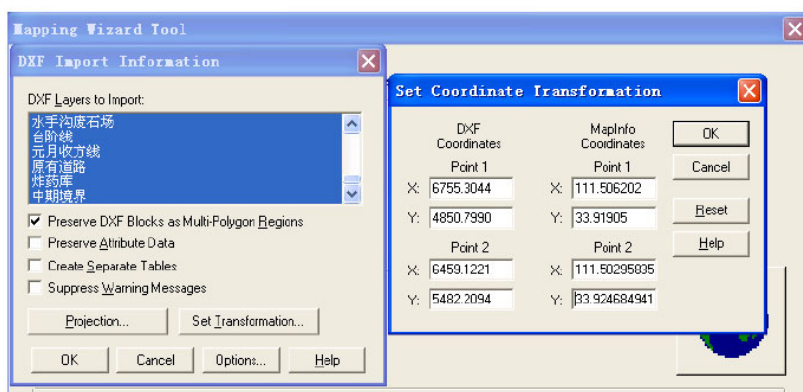 Mapping Wizard Tool
DXF Import Information
DXF Layers to Import:
水手沟废石场
台阶线
元月收方线
原有道路
炸药库
中期境界
Preserve DXF Blocks as Multi-Polygon Regions
Preserve Attribute Data
Create Separate Tables
Suppress Warning Messages
Projection... Set Transformation...
OK Cancel Options... Help
Set Coordinate Transformation
DXF Coordinates
MapInfo Coordinates
Point 1 Point 1
X: 6755.3044 X: 111.506202
Y: 4850.7990 Y: 33.91905
Point 2 Point 2
X: 6459.1221 X: 111.50295835
Y: 5482.2094 Y: 33.924684941
OK
Cancel
Reset
Help